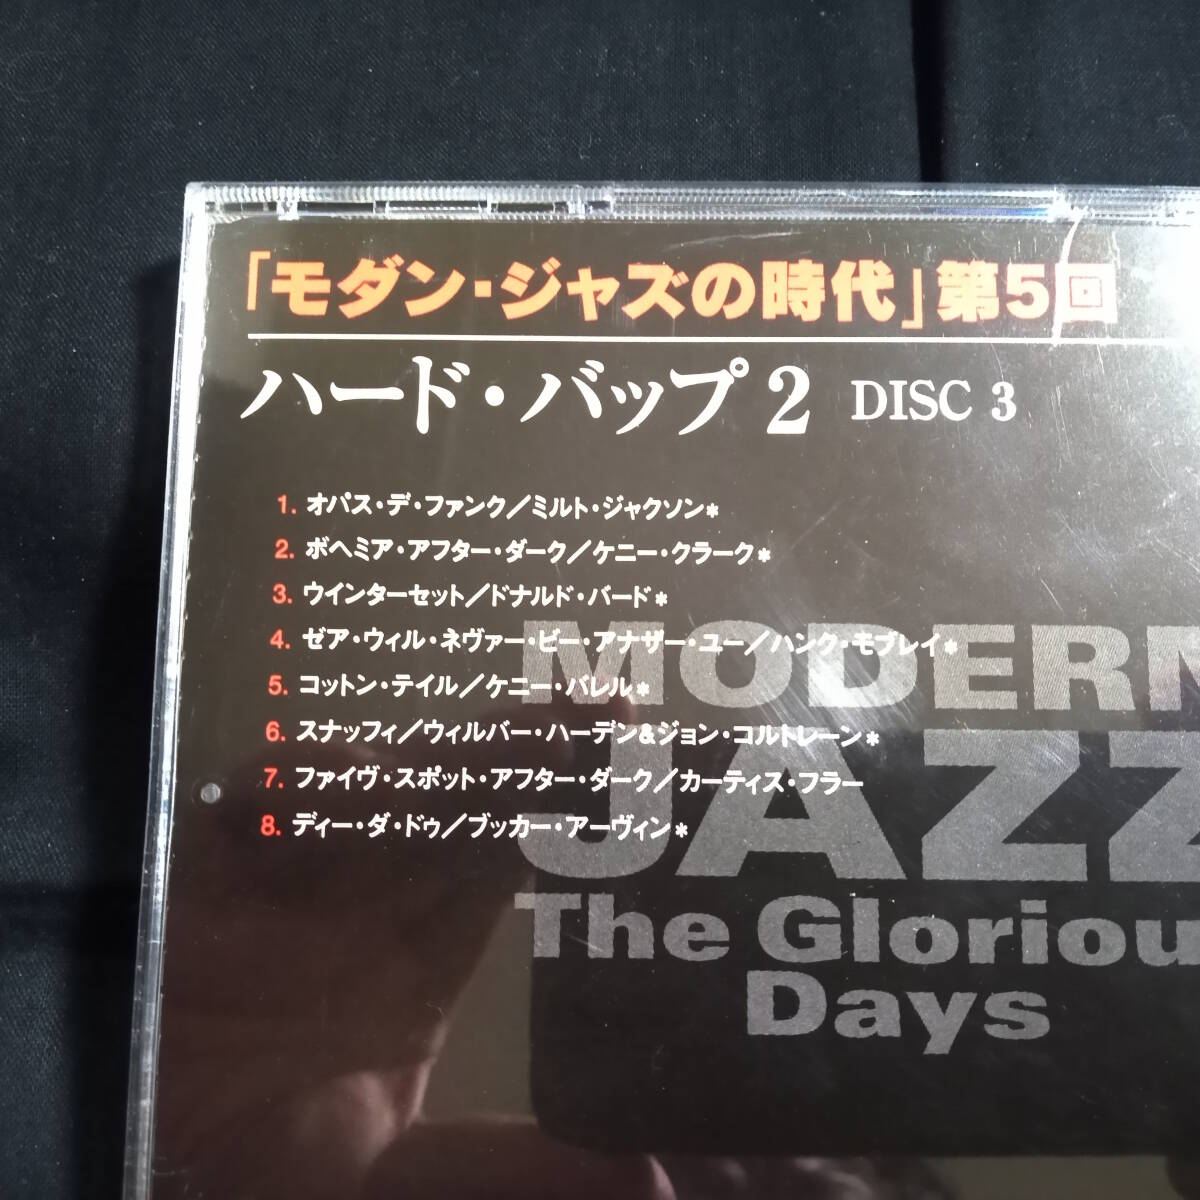 「モダン・ジャズの時代」第5回
ハード・バップ 2 DISC 3
1. オパス・デ・ファンク／ミルト・ジャクソン*
2. ボヘミア・アフター・ダーク／ケニー・クラーク*
3. ウインターセット／ドナルド・バード*
4. ゼア・ウィル・ネヴァー・ビー・アナザー・ユー／ハンク・モブレイ*
5. コットン・テイル／ケニー・バレル*
6. スナッフィ／ウィルバー・ハーデン&ジョン・コルトレーン*
7. ファイヴ・スポット・アフター・ダーク／カーティス・フラー
8. ディー・ダ・ドゥ／ブッカー・アーヴィン*
MODERN
JAZZ
The Gloriou
Days